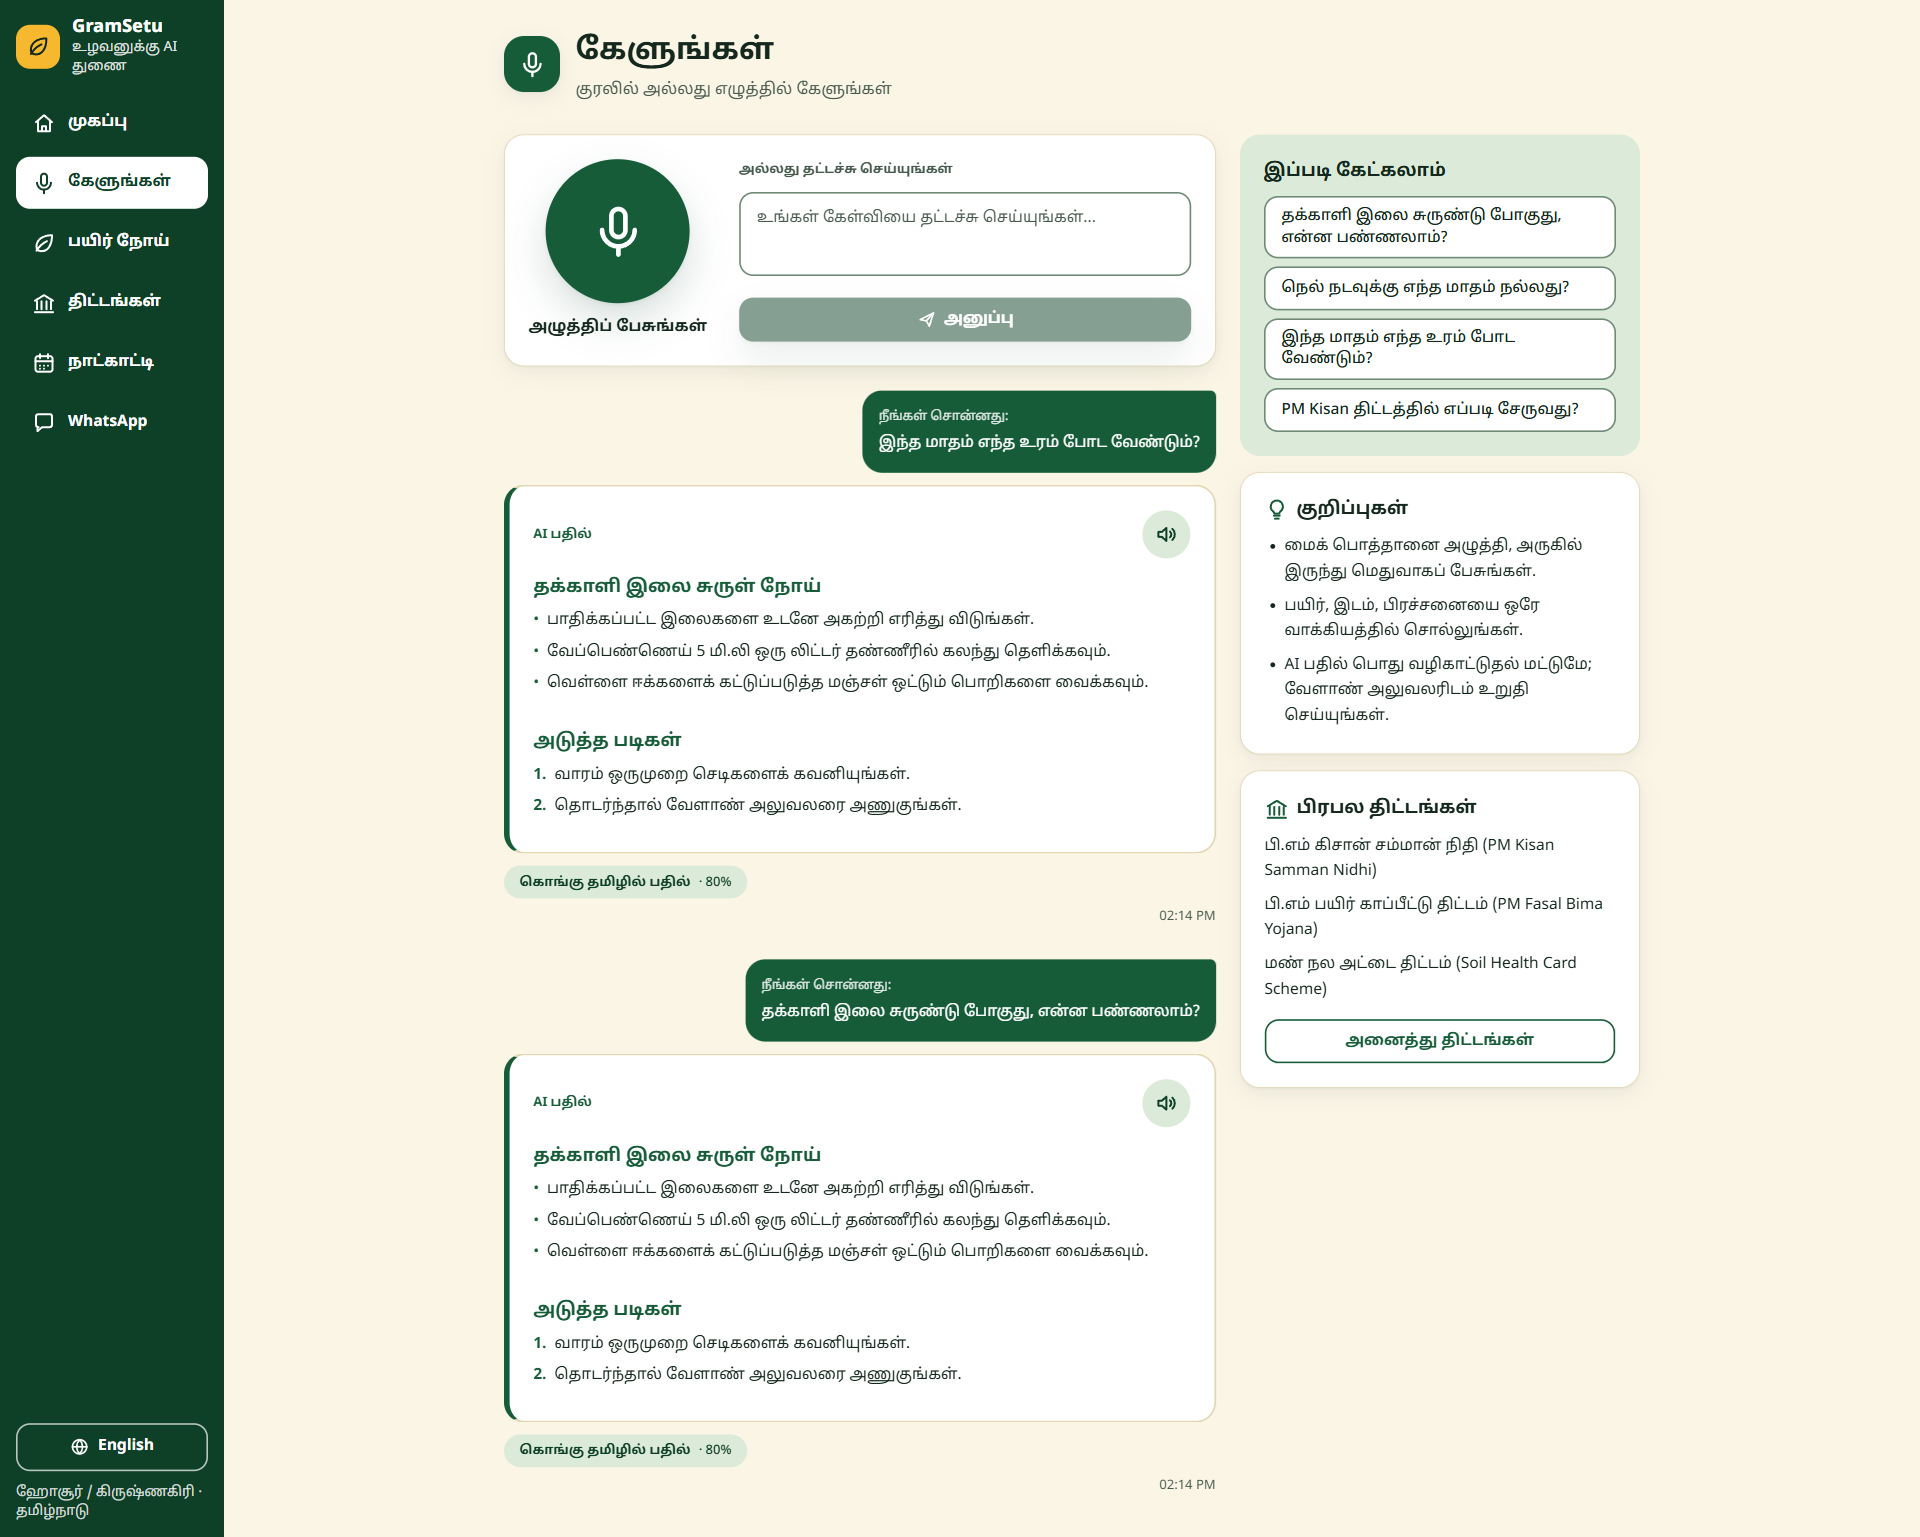 GramSetu
உழவனுக்கு AI
துணை
முகப்பு
கேளுங்கள்
பயிர் நோய்
திட்டங்கள்
நாட்காட்டி
WhatsApp
English
ஹோசூர் / கிருஷ்ணகிரி ·
தமிழ்நாடு
கேளுங்கள்
குரலில் அல்லது எழுத்தில் கேளுங்கள்
அழுத்திப் பேசுங்கள்
அல்லது தட்டச்சு செய்யுங்கள்
உங்கள் கேள்வியை தட்டச்சு செய்யுங்கள்...
அனுப்பு
நீங்கள் சொன்னது:
இந்த மாதம் எந்த உரம் போட வேண்டும்?
AI பதில்
தக்காளி இலை சுருள் நோய்
• பாதிக்கப்பட்ட இலைகளை உடனே அகற்றி எரித்து விடுங்கள்.
• வேப்பெண்ணெய் 5 மி.லி ஒரு லிட்டர் தண்ணீரில் கலந்து தெளிக்கவும்.
• வெள்ளை ஈக்களைக் கட்டுப்படுத்த மஞ்சள் ஒட்டும் பொறிகளை வைக்கவும்.
அடுத்த படிகள்
1. வாரம் ஒருமுறை செடிகளைக் கவனியுங்கள்.
2. தொடர்ந்தால் வேளாண் அலுவலரை அணுகுங்கள்.
கொங்கு தமிழில் பதில் · 80%
02:14 PM
நீங்கள் சொன்னது:
தக்காளி இலை சுருண்டு போகுது, என்ன பண்ணலாம்?
AI பதில்
தக்காளி இலை சுருள் நோய்
• பாதிக்கப்பட்ட இலைகளை உடனே அகற்றி எரித்து விடுங்கள்.
• வேப்பெண்ணெய் 5 மி.லி ஒரு லிட்டர் தண்ணீரில் கலந்து தெளிக்கவும்.
• வெள்ளை ஈக்களைக் கட்டுப்படுத்த மஞ்சள் ஒட்டும் பொறிகளை வைக்கவும்.
அடுத்த படிகள்
1. வாரம் ஒருமுறை செடிகளைக் கவனியுங்கள்.
2. தொடர்ந்தால் வேளாண் அலுவலரை அணுகுங்கள்.
கொங்கு தமிழில் பதில் · 80%
02:14 PM
இப்படி கேட்கலாம்
தக்காளி இலை சுருண்டு போகுது,
என்ன பண்ணலாம்?
நெல் நடவுக்கு எந்த மாதம் நல்லது?
இந்த மாதம் எந்த உரம் போட
வேண்டும்?
PM Kisan திட்டத்தில் எப்படி சேருவது?
குறிப்புகள்
• மைக் பொத்தானை அழுத்தி, அருகில்
இருந்து மெதுவாகப் பேசுங்கள்.
• பயிர், இடம், பிரச்சனையை ஒரே
வாக்கியத்தில் சொல்லுங்கள்.
• AI பதில் பொது வழிகாட்டுதல் மட்டுமே;
வேளாண் அலுவலரிடம் உறுதி
செய்யுங்கள்.
பிரபல திட்டங்கள்
பி.எம் கிசான் சம்மான் நிதி (PM Kisan
Samman Nidhi)
பி.எம் பயிர் காப்பீட்டு திட்டம் (PM Fasal Bima
Yojana)
மண் நல அட்டை திட்டம் (Soil Health Card
Scheme)
அனைத்து திட்டங்கள்